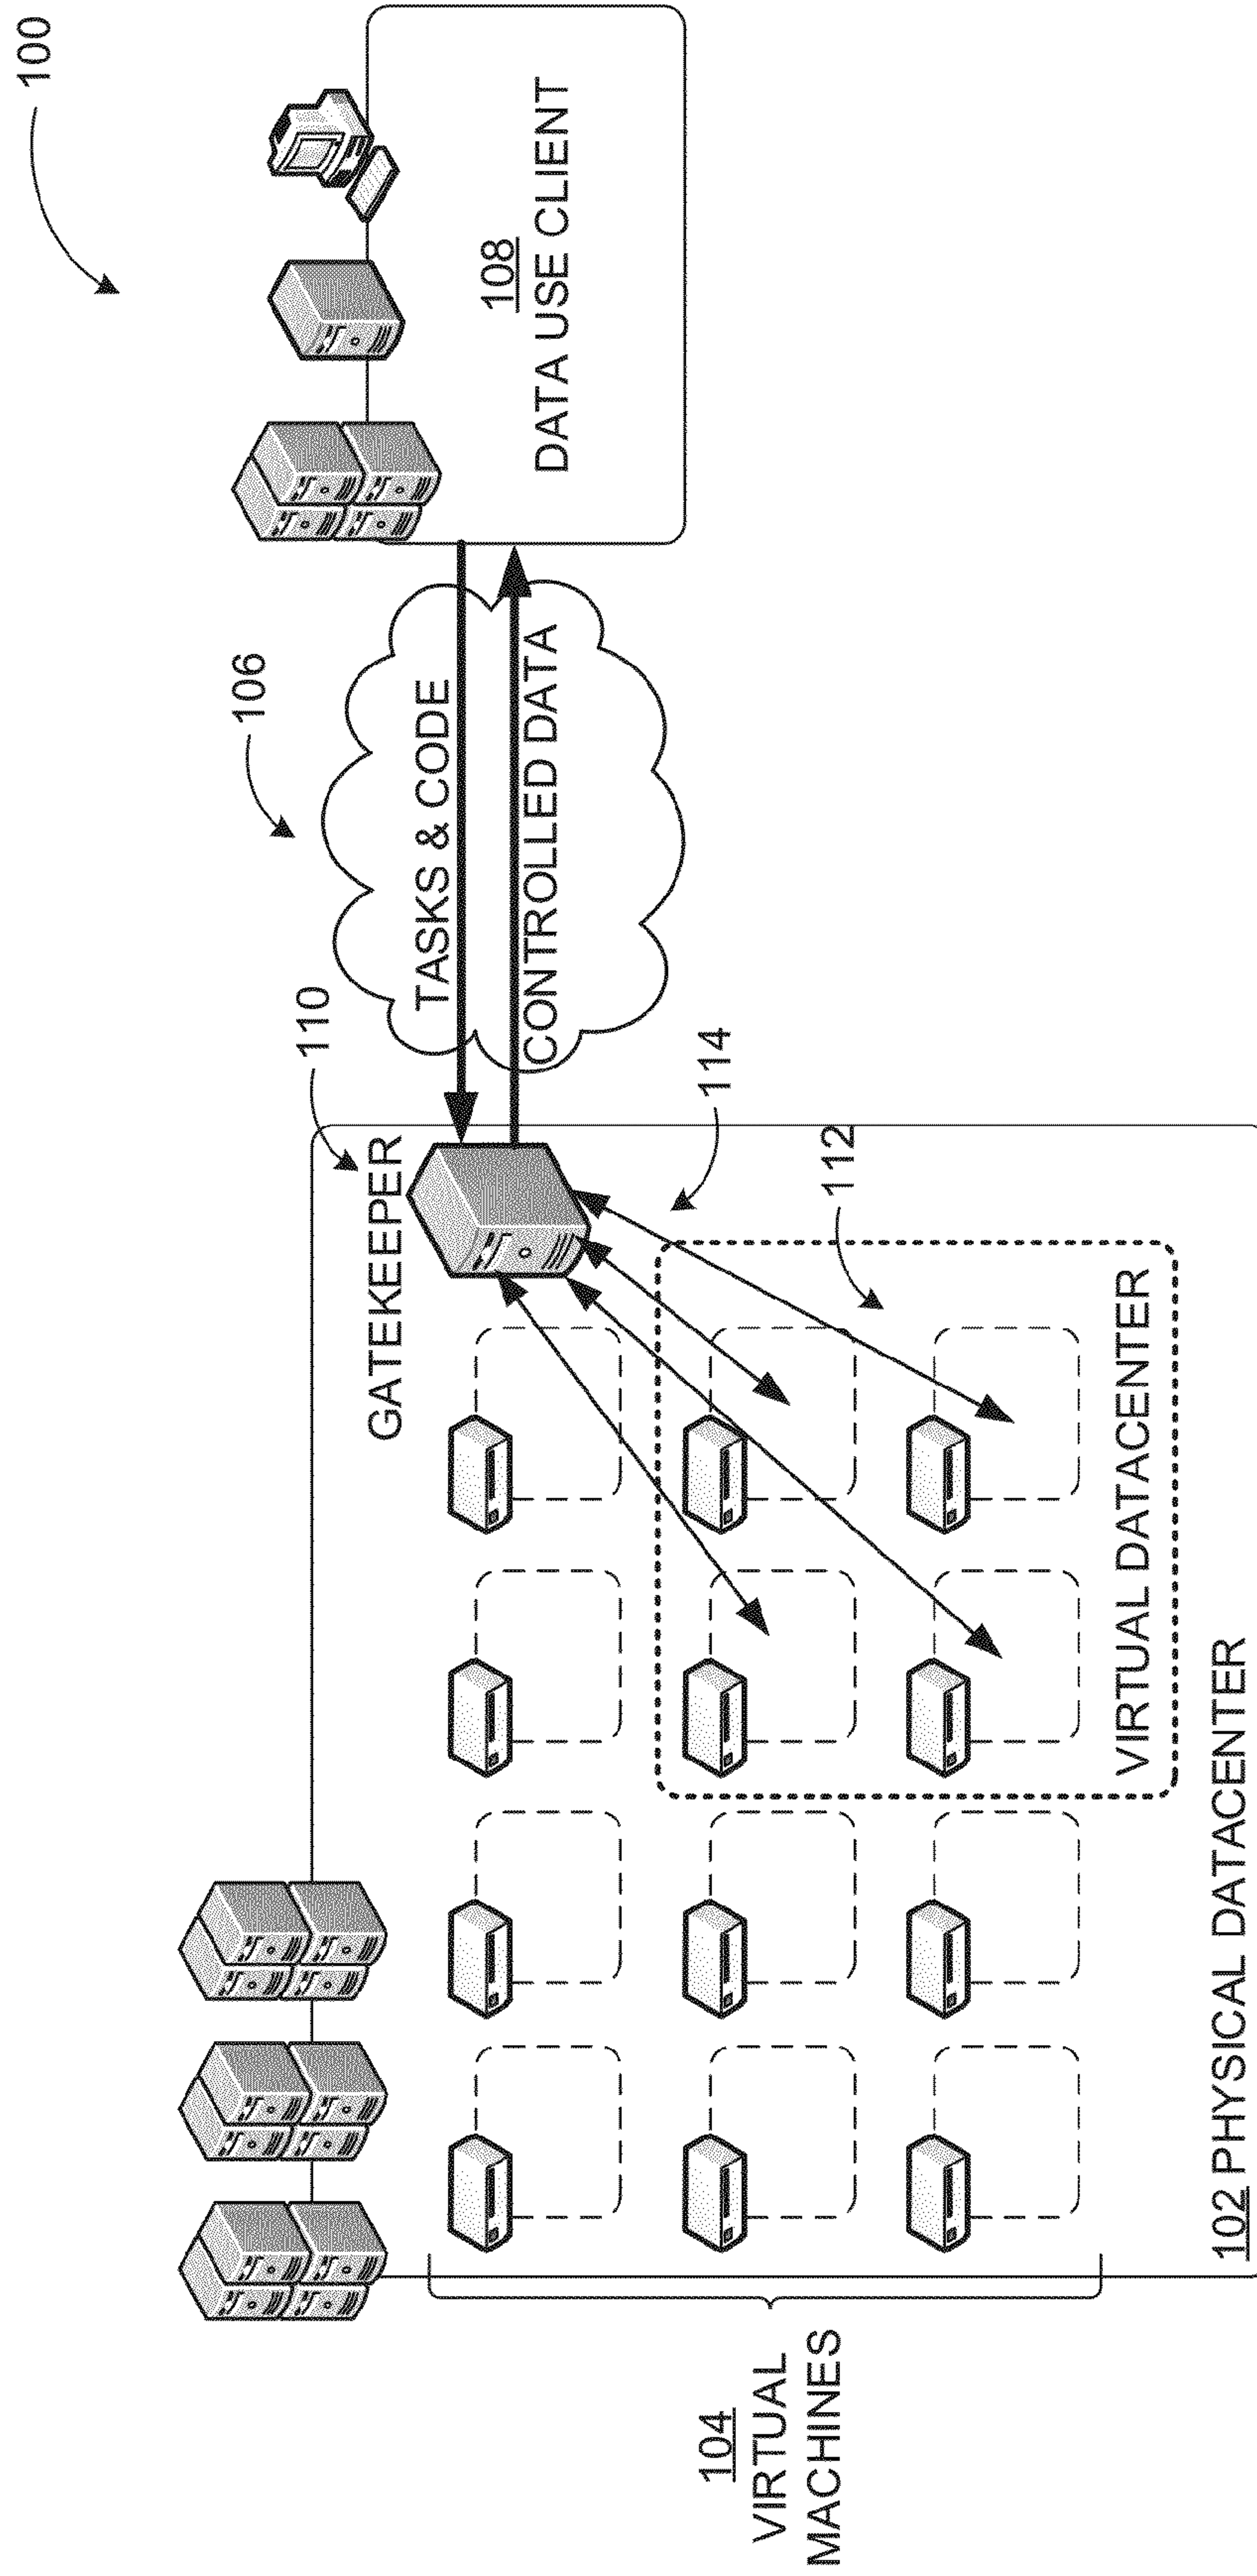 100
106
110
GATEKEEPER
TASKS & CODE
CONTROLLED DATA
108
DATA USE CLIENT
114
112
104
VIRTUAL
MACHINES
VIRTUAL DATACENTER
102 PHYSICAL DATACENTER